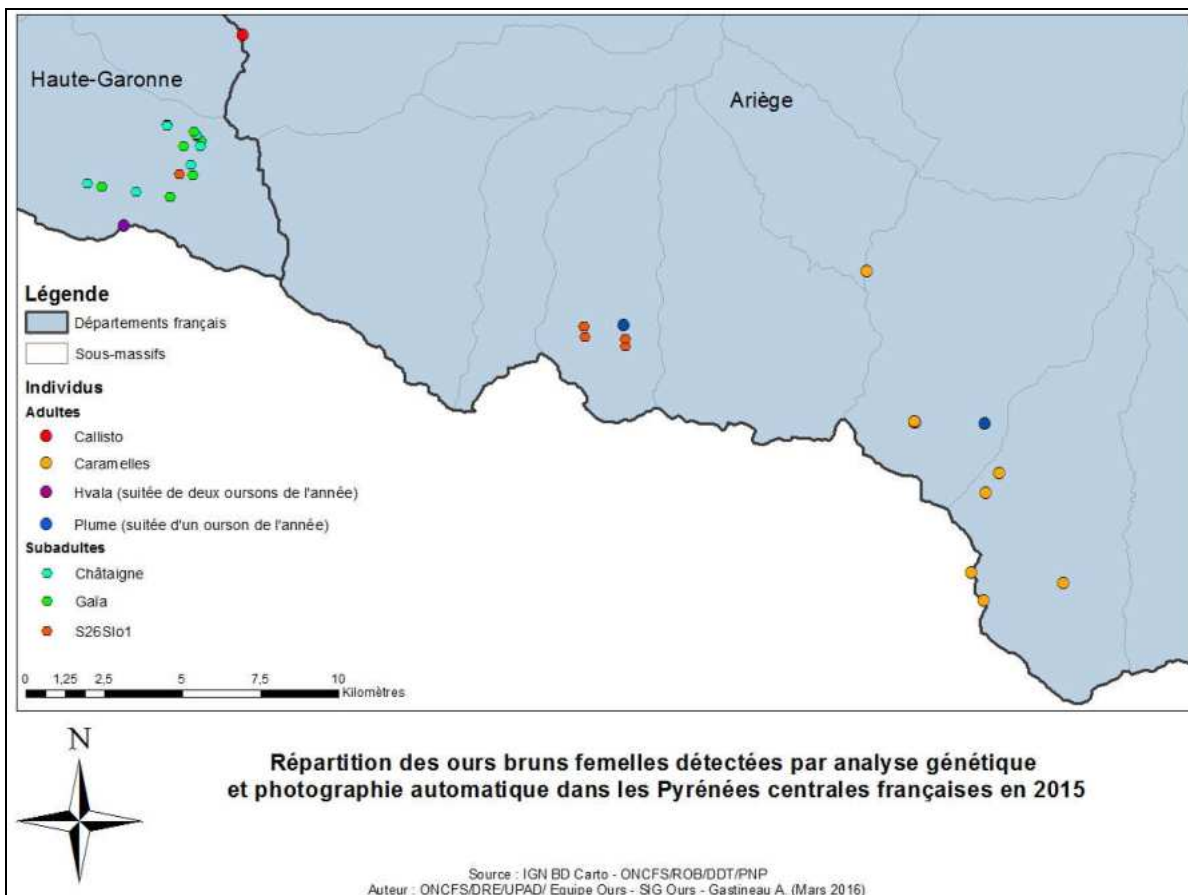 Haute-Garonne
Ariège
Légende
Départements français
Sous-massifs
Individus
Adultes
Callisto
Caramelles
Hvala (suitée de deux oursons de l'année)
Plume (suitée d'un ourson de l'année)
Subadultes
Châtaigne
Gaïa
S26Slo1
0 1,25 2,5 5 7,5 10
Kilomètres
N
Répartition des ours bruns femelles détectées par analyse génétique
et photographie automatique dans les Pyrénées centrales françaises en 2015
Source : IGN BD Carto - ONCFS/ROB/DDT/PNP
Auteur : ONCFS/DRE/UPAD/ Equipe Ours - SIG Ours - Gastineau A. (Mars 2016)